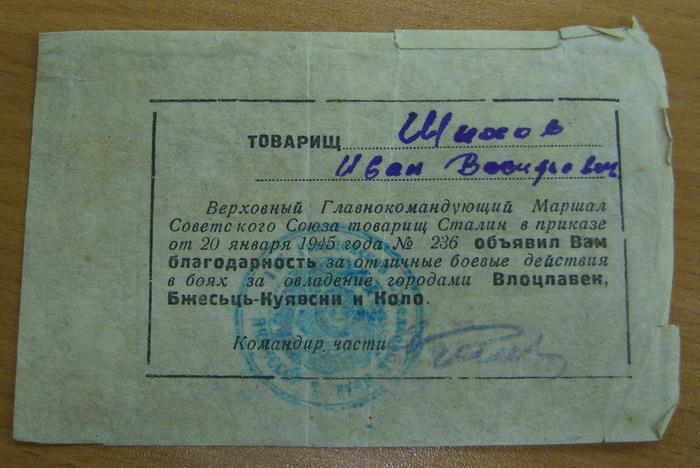 ТОВАРИЩ Шихов
Иван Васильевич
Верховный Главнокомандующий Маршал
Советского Союза товарищ Сталин в приказе
от 20 января 1945 года № 236 объявил Вам
благодарность за отличные боевые действия
в боях за овладение городами Влоцлавек,
Бжесьць-Куявски и Коло.
Командир части